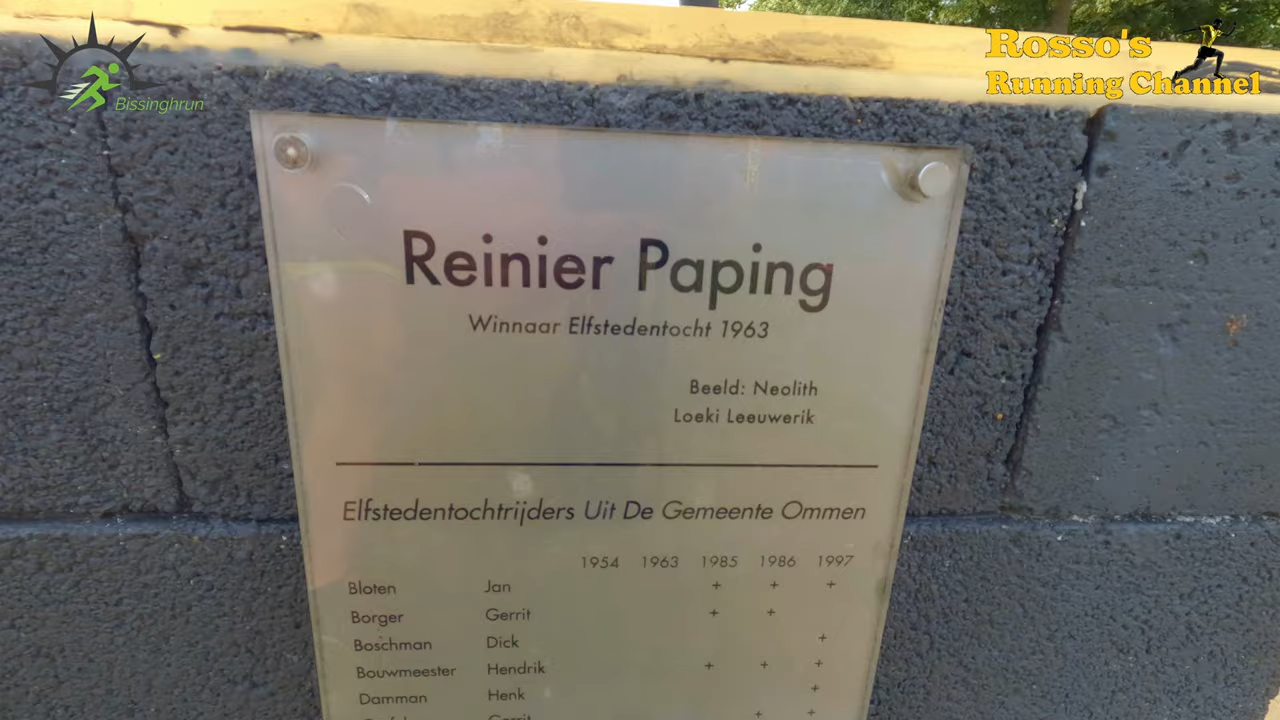 Bissinghrun
Rosso's
Running Channel
Reinier Paping
Winnaar Elfstedentocht 1963
Beeld: Neolith
Loeki Leeuwerik
Elfstedentochtrijders Uit De Gemeente Ommen
1954 1963 1985 1986 1997
Bloten Jan + + +
Borger Gerrit + +
Boschman Dick +
Bouwmeester Hendrik + + +
Damman Henk +
Gerrit + +